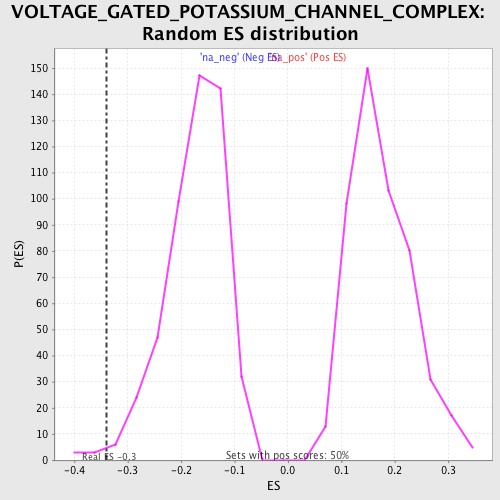 VOLTAGE_GATED_POTASSIUM_CHANNEL_COMPLEX:
Random ES distribution
'na_neg' (Neg ES) 'na_pos' (Pos ES)
150
140
130
120
110
100
90
80
70
60
50
40
30
20
10
0
P(ES)
Real ES -0.3
Sets with pos scores: 50%
-0.4 -0.3 -0.2 -0.1 0.0 0.1 0.2 0.3
ES